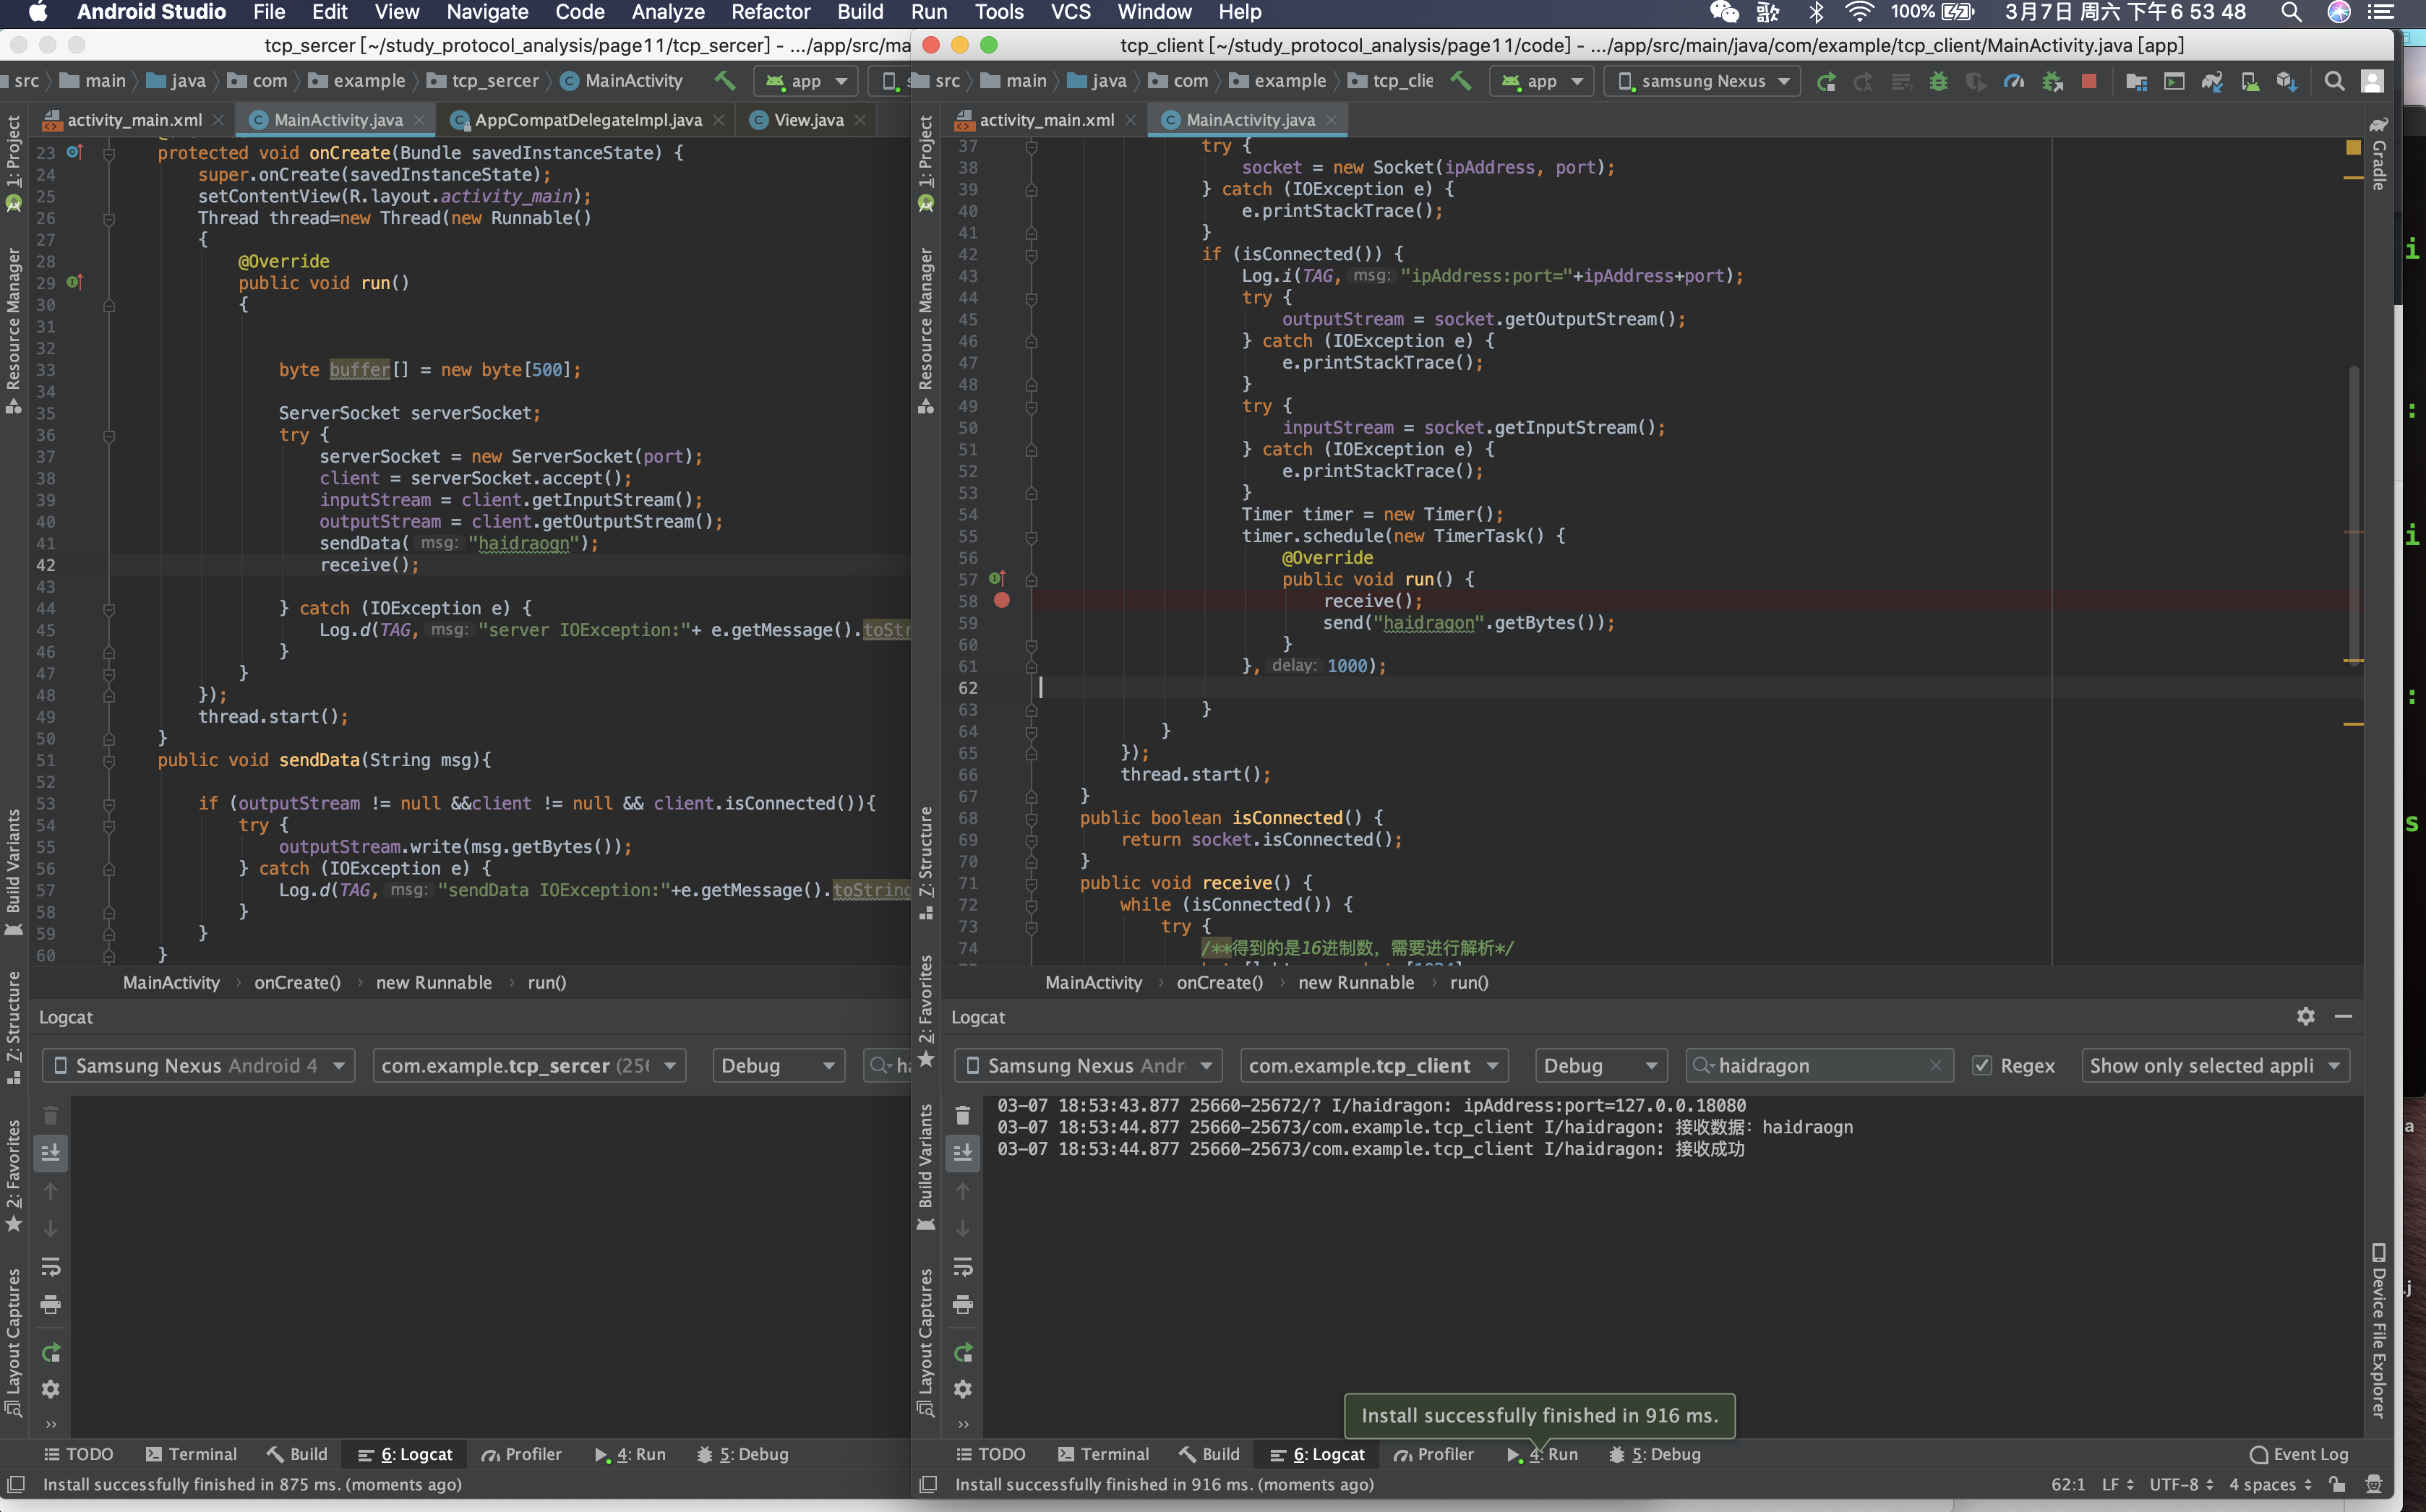 Android Studio File Edit View Navigate Code Analyze Refactor Build Run Tools VCS Window Help 100% 3月7日 周六 下午6 53 48
tcp_sercer [~/study_protocol_analysis/page11/tcp_sercer] - .../app/src/ma
src main java com example tcp_sercer MainActivity app
activity_main.xml MainActivity.java AppCompatDelegateImpl.java View.java
1: Project
Resource Manager
Build Variants
7: Structure
2: Favorites
Layout Captures
23 protected void onCreate(Bundle savedInstanceState) {
24 super.onCreate(savedInstanceState);
25 setContentView(R.layout.activity_main);
26 Thread thread=new Thread(new Runnable()
27 {
28 @Override
29 public void run()
30 {
31
32
33 byte buffer[] = new byte[500];
34
35 ServerSocket serverSocket;
36 try {
37 serverSocket = new ServerSocket(port);
38 client = serverSocket.accept();
39 inputStream = client.getInputStream();
40 outputStream = client.getOutputStream();
41 sendData( msg: "haidraogn");
42 receive();
43
44 } catch (IOException e) {
45 Log.d(TAG, msg: "server IOException:"+ e.getMessage().toStr
46 }
47 }
48 });
49 thread.start();
50 }
51 public void sendData(String msg){
52
53 if (outputStream != null &&client != null && client.isConnected()){
54 try {
55 outputStream.write(msg.getBytes());
56 } catch (IOException e) {
57 Log.d(TAG, msg: "sendData IOException:"+e.getMessage().toString
58 }
59 }
60 }
MainActivity › onCreate() › new Runnable › run()
Logcat
Samsung Nexus Android 4 com.example.tcp_sercer (256 Debug ha
TODO Terminal Build 6: Logcat Profiler 4: Run 5: Debug
Install successfully finished in 875 ms. (moments ago)
tcp_client [~/study_protocol_analysis/page11/code] - .../app/src/main/java/com/example/tcp_client/MainActivity.java [app]
src main java com example tcp_clie app samsung Nexus
activity_main.xml MainActivity.java
1: Project
Resource Manager
7: Structure
2: Favorites
Build Variants
Layout Captures
37 try {
38 socket = new Socket(ipAddress, port);
39 } catch (IOException e) {
40 e.printStackTrace();
41 }
42 if (isConnected()) {
43 Log.i(TAG, msg: "ipAddress:port="+ipAddress+port);
44 try {
45 outputStream = socket.getOutputStream();
46 } catch (IOException e) {
47 e.printStackTrace();
48 }
49 try {
50 inputStream = socket.getInputStream();
51 } catch (IOException e) {
52 e.printStackTrace();
53 }
54 Timer timer = new Timer();
55 timer.schedule(new TimerTask() {
56 @Override
57 public void run() {
58 receive();
59 send("haidragon".getBytes());
60 }
61 }, delay: 1000);
62
63 }
64 }
65 });
66 thread.start();
67 }
68 public boolean isConnected() {
69 return socket.isConnected();
70 }
71 public void receive() {
72 while (isConnected()) {
73 try {
74 /**得到的是16进制数，需要进行解析*/
MainActivity › onCreate() › new Runnable › run()
Logcat
Samsung Nexus Andr com.example.tcp_client Debug haidragon Regex Show only selected appli
03-07 18:53:43.877 25660-25672/? I/haidragon: ipAddress:port=127.0.0.18080
03-07 18:53:44.877 25660-25673/com.example.tcp_client I/haidragon: 接收数据: haidraogn
03-07 18:53:44.877 25660-25673/com.example.tcp_client I/haidragon: 接收成功
Install successfully finished in 916 ms.
TODO Terminal Build 6: Logcat Profiler 4: Run 5: Debug Event Log
Install successfully finished in 916 ms. (moments ago) 62:1 LF UTF-8 4 spaces
Gradle
Device File Explorer
i
:
i
:
s
a
.j